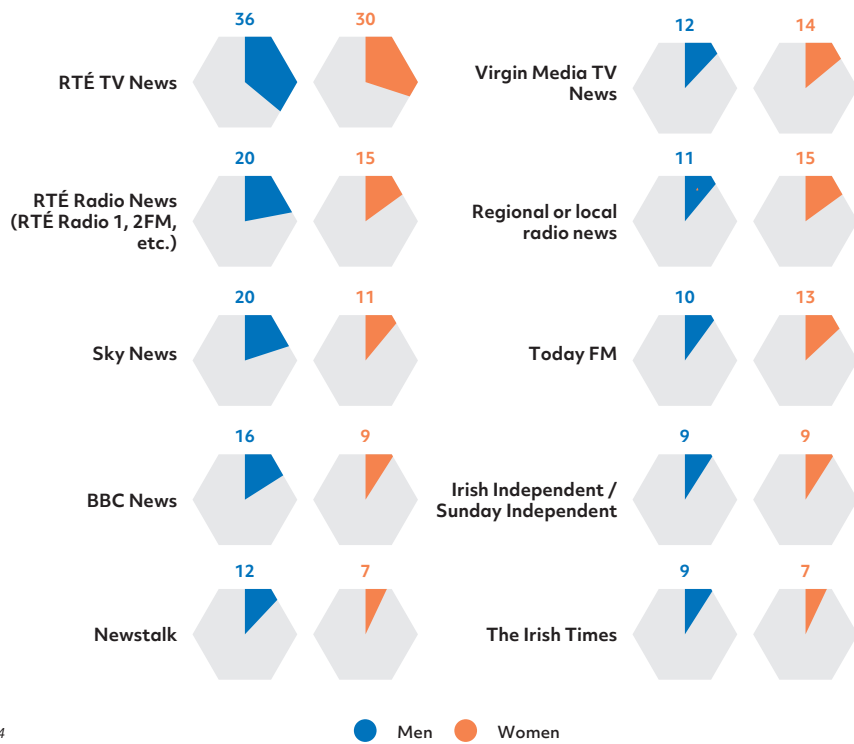 36 30
RTÉ TV News
12 14
Virgin Media TV
News
20 15
RTÉ Radio News
(RTÉ Radio 1, 2FM,
etc.)
11 15
Regional or local
radio news
20 11
Sky News
10 13
Today FM
16 9
BBC News
9 9
Irish Independent /
Sunday Independent
12 7
Newstalk
9 7
The Irish Times
4
Men Women